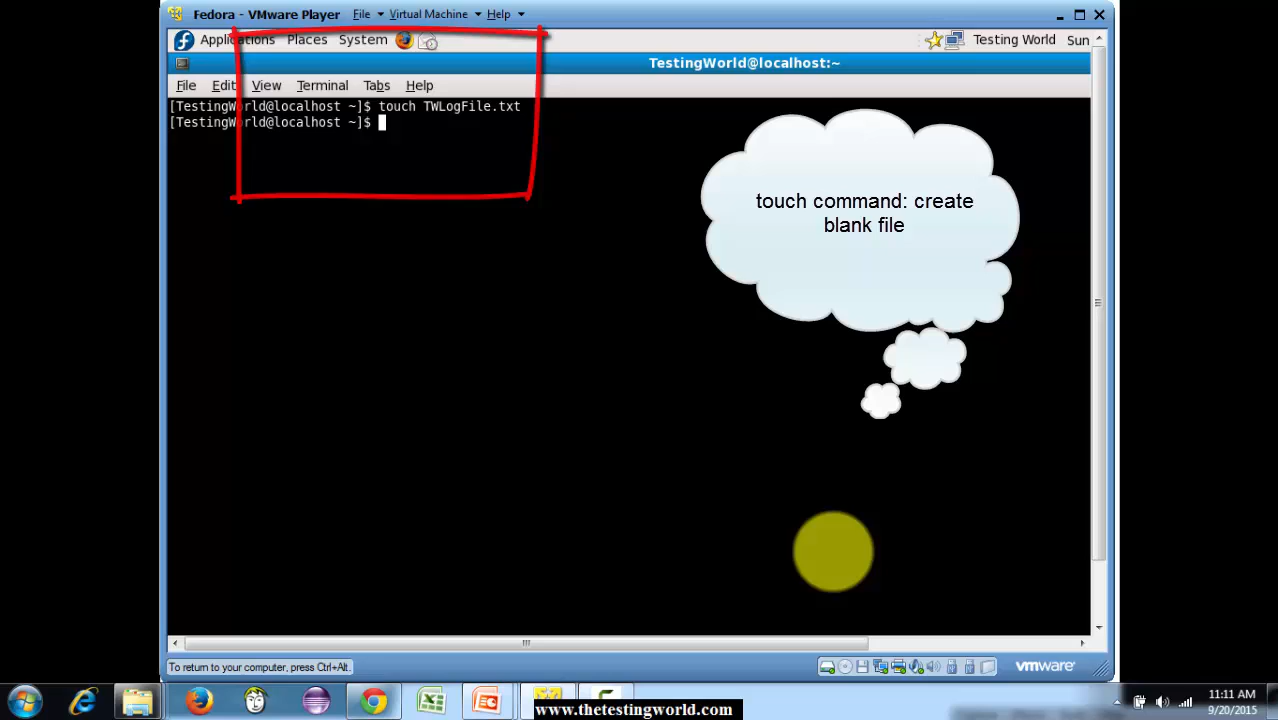 Fedora - VMware Player File Virtual Machine Help
Applications Places System Testing World Sun
TestingWorld@localhost:~
File Edit View Terminal Tabs Help
[TestingWorld@localhost ~]$ touch TWLogFile.txt
[TestingWorld@localhost ~]$
touch command: create
blank file
To return to your computer, press Ctrl+Alt.
vmware
11:11 AM
9/20/2015
www.thetestingworld.com